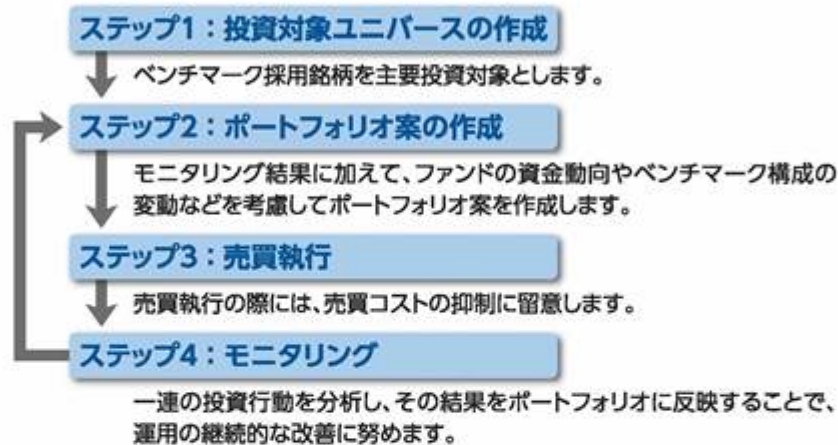 ステップ1：投資対象ユニバースの作成
ベンチマーク採用銘柄を主要投資対象とします。
ステップ2：ポートフォリオ案の作成
モニタリング結果に加えて、ファンドの資金動向やベンチマーク構成の
変動などを考慮してポートフォリオ案を作成します。
ステップ3：売買執行
売買執行の際には、売買コストの抑制に留意します。
ステップ4：モニタリング
一連の投資行動を分析し、その結果をポートフォリオに反映することで、
運用の継続的な改善に努めます。